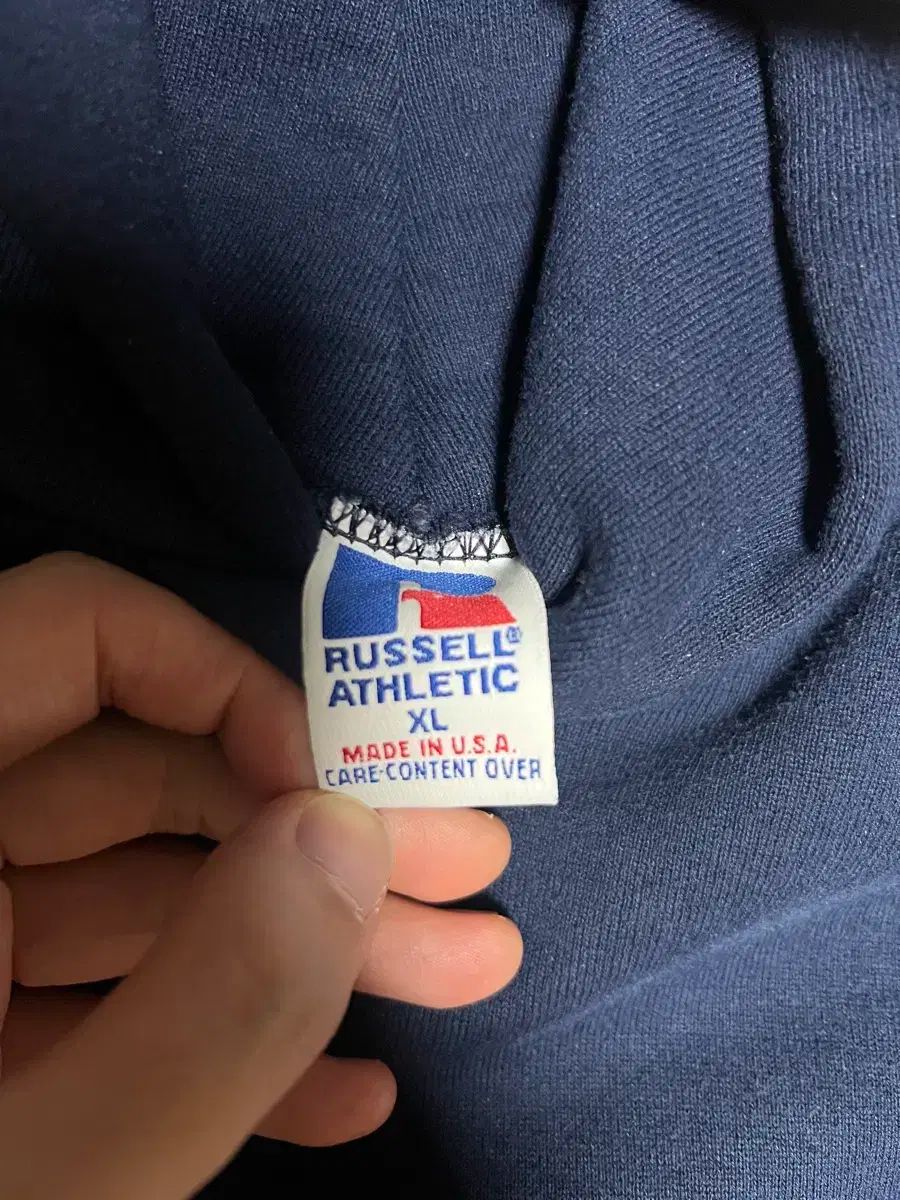 RUSSELL®
ATHLETIC
XL
MADE IN U.S.A.
CARE-CONTENT OVER